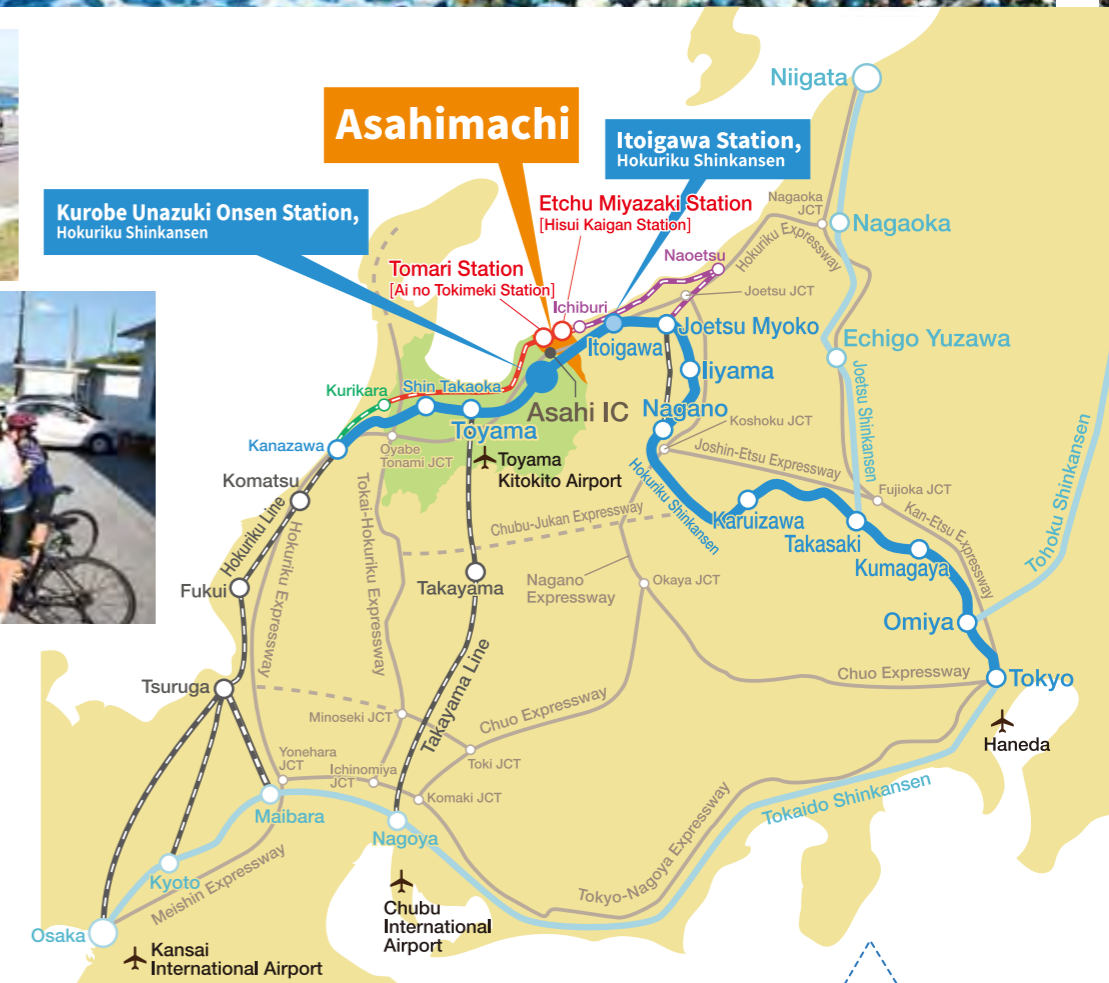 Niigata
Asahimachi
Itoigawa Station,
Hokuriku Shinkansen
Kurobe Unazuki Onsen Station,
Hokuriku Shinkansen
Etchu Miyazaki Station
[Hisui Kaigan Station]
Nagaoka
JCT
Nagaoka
Hokuriku Expressway
Naoetsu
Tomari Station
[Ai no Tokimeki Station]
Joetsu JCT
Ichiburi
Joetsu Myoko
Echigo Yuzawa
Itoigawa
Iiyama
Joetsu Shinkansen
Kurikara
Shin Takaoka
Asahi IC
Nagano
Koshoku JCT
Toyama
Kanazawa
Oyabe
Tonami JCT
Toyama
Kitokito Airport
Joshin-Etsu Expressway
Komatsu
Fujioka JCT
Hokuriku Shinkansen
Karuizawa
Kan-Etsu Expressway
Tohoku Shinkansen
Chubu-Jukan Expressway
Takasaki
Kumagaya
Hokuriku Line
Hokuriku Expressway
Tokai-Hokuriku Expressway
Fukui
Takayama
Nagano
Expressway
Okaya JCT
Omiya
Tsuruga
Takayama Line
Chuo Expressway
Tokyo
Minoseki JCT
Chuo Expressway
Haneda
Yonehara
JCT
Ichinomiya
JCT
Toki JCT
Komaki JCT
Maibara
Nagoya
Tokaido Shinkansen
Kyoto
Meishin Expressway
Tokyo-Nagoya Expressway
Chubu
International
Airport
Osaka
Kansai
International Airport